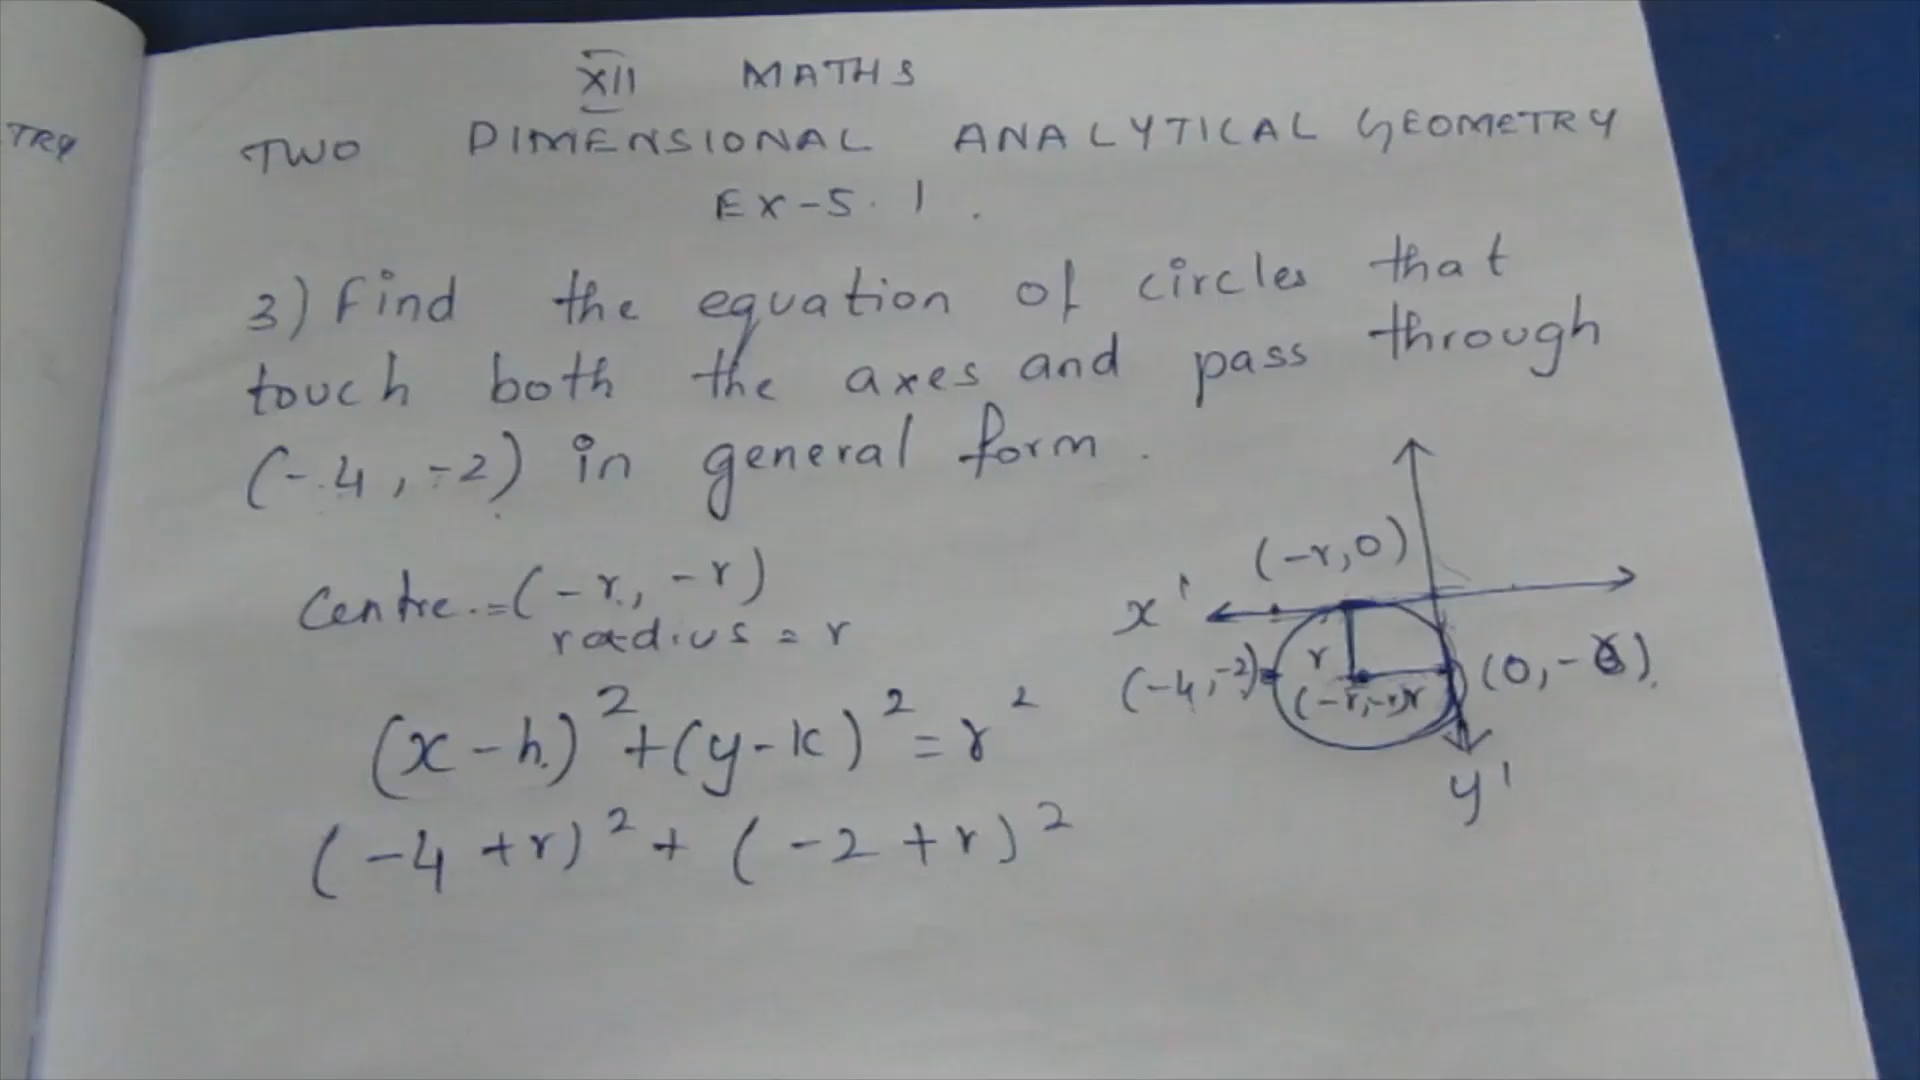 TRY
XII MATHS
TWO DIMENSIONAL ANALYTICAL GEOMETRY
EX-5.1.
3) Find the equation of circles that
touch both the axes and pass through
(-4,-2) in general form.
Centre.=(-r,-r)
radius = r
(x-h)²+(y-k)²=r²
(-4+r)²+(-2+r)²
(-r,0)
x'
(-4,-2)
r
(-r,-r)r
(0,-
y'